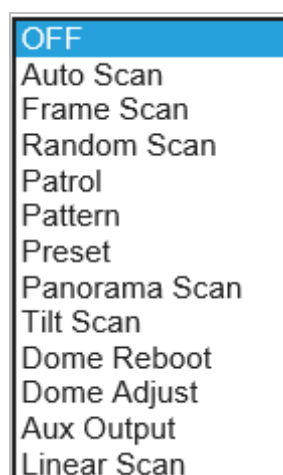 OFF
Auto Scan
Frame Scan
Random Scan
Patrol
Pattern
Preset
Panorama Scan
Tilt Scan
Dome Reboot
Dome Adjust
Aux Output
Linear Scan